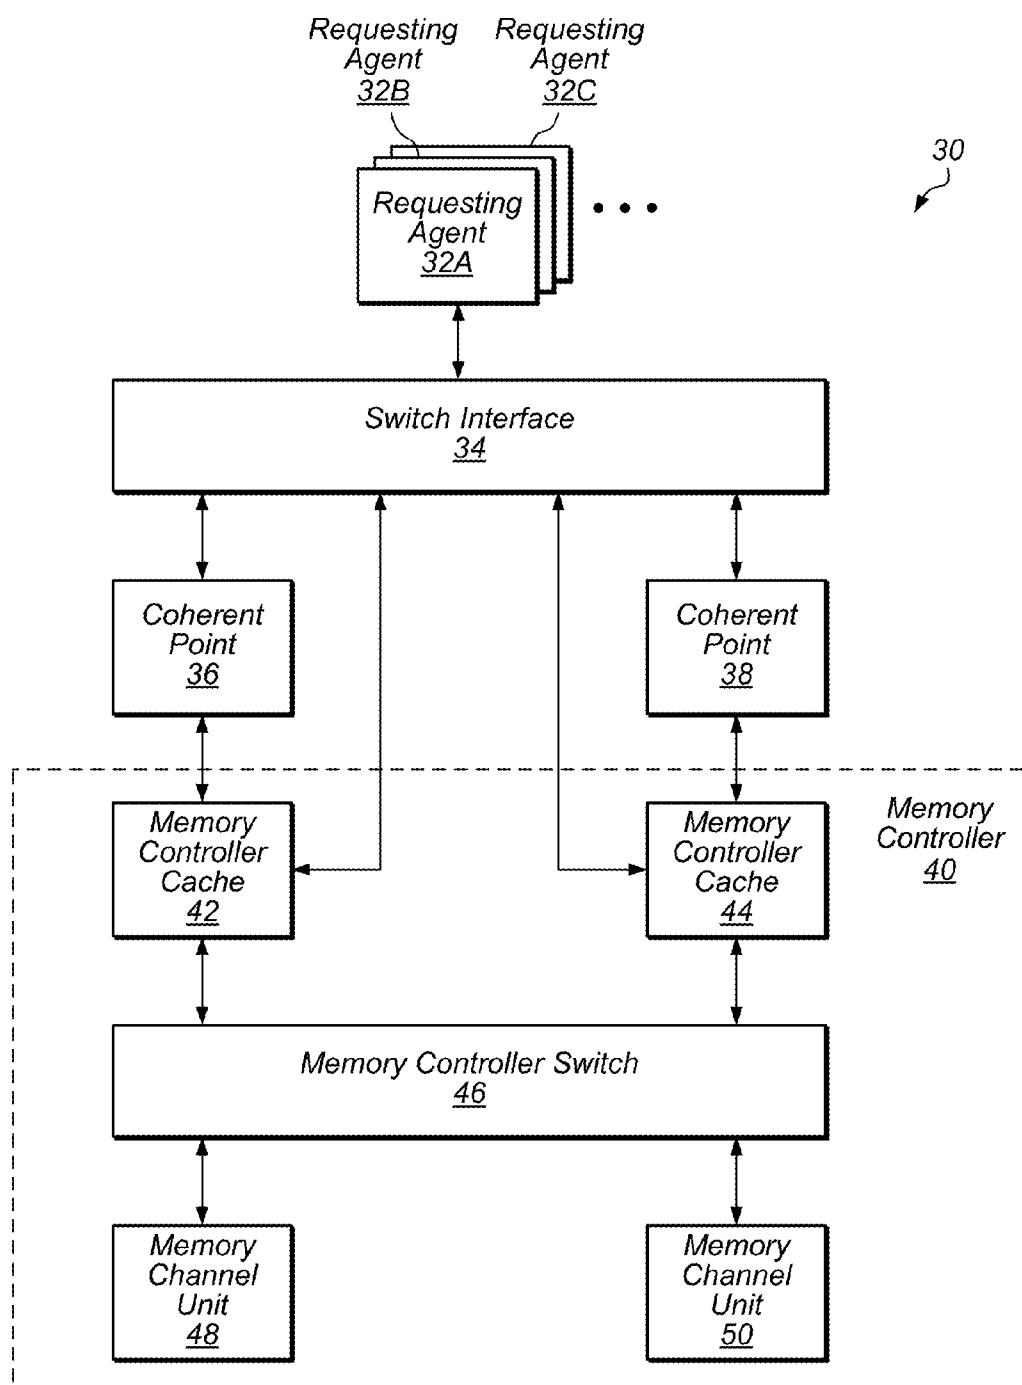 Requesting
Agent
32B
Requesting
Agent
32C
30
Requesting
Agent
32A
Switch Interface
34
Coherent
Point
36
Coherent
Point
38
Memory
Controller
Cache
42
Memory
Controller
Cache
44
Memory
Controller
40
Memory Controller Switch
46
Memory
Channel
Unit
48
Memory
Channel
Unit
50